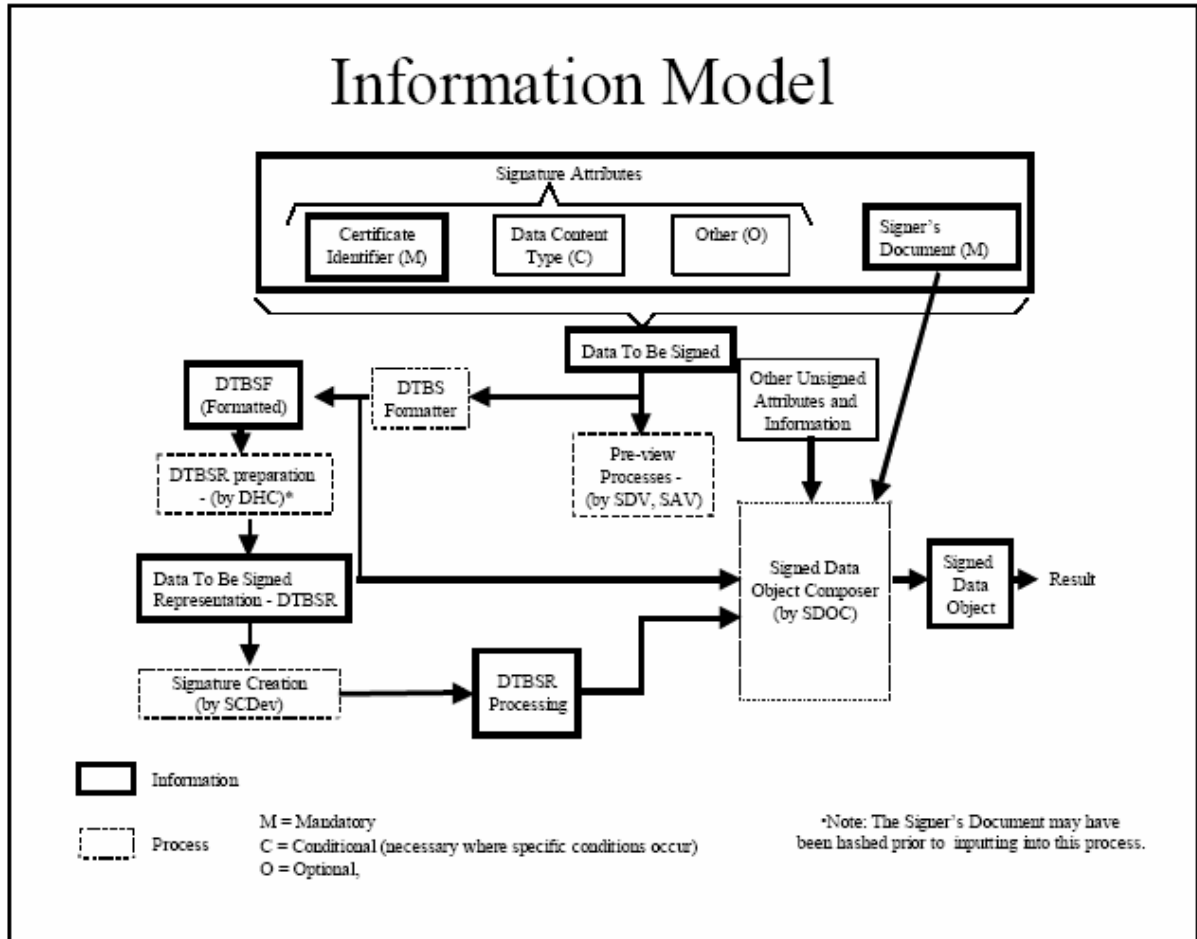 Information Model
Signature Attributes
Certificate
Identifier (M)
Data Content
Type (C)
Other (O)
Signer's
Document (M)
Data To Be Signed
DTBSF
(Formatted)
DTBS
Formatter
Other Unsigned
Attributes and
Information
DTBSR preparation
- (by DHC)*
Pre-view
Processes -
(by SDV, SAV)
Data To Be Signed
Representation - DTBSR
Signed Data
Object Composer
(by SDOC)
Signed
Data
Object
Result
Signature Creation
(by SCDev)
DTBSR
Processing
Information
Process
M = Mandatory
C = Conditional (necessary where specific conditions occur)
O = Optional,
•Note: The Signer's Document may have
been hashed prior to inputting into this process.